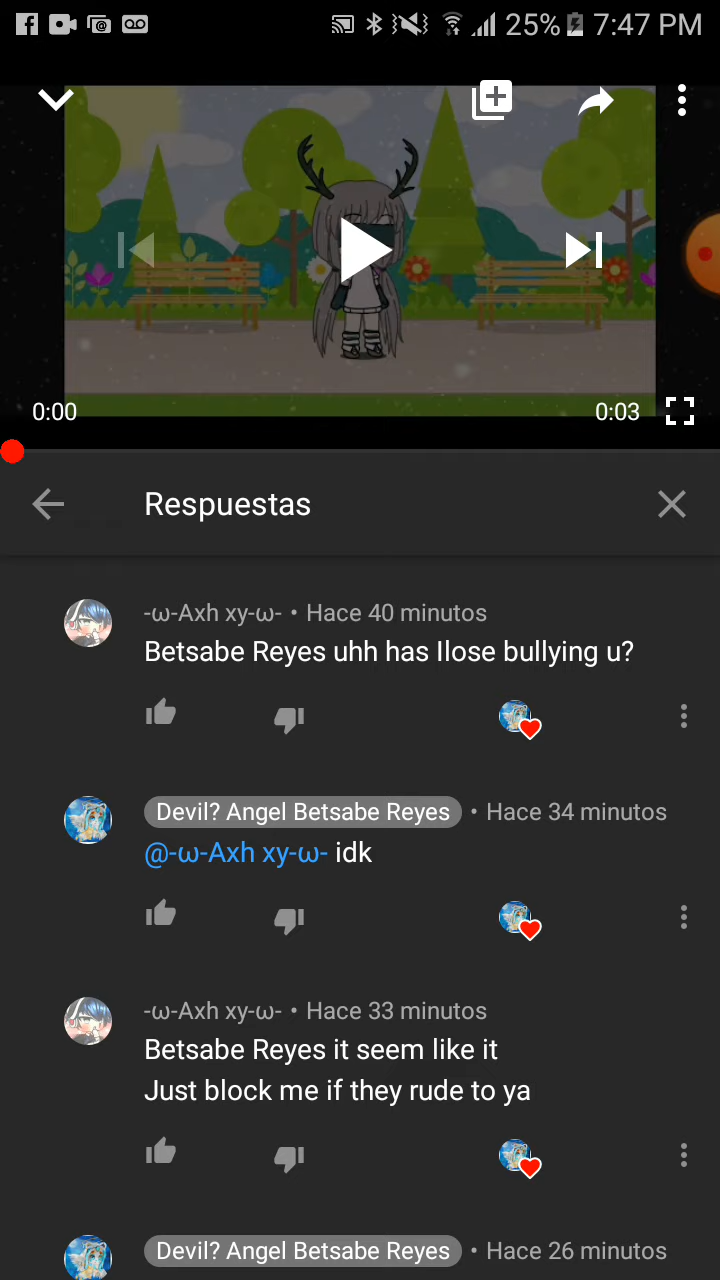 25% 7:47 PM
0:00 0:03
Respuestas
-ω-Axh xy-ω- • Hace 40 minutos
Betsabe Reyes uhh has Ilose bullying u?
Devil? Angel Betsabe Reyes • Hace 34 minutos
@-ω-Axh xy-ω- idk
-ω-Axh xy-ω- • Hace 33 minutos
Betsabe Reyes it seem like it
Just block me if they rude to ya
Devil? Angel Betsabe Reyes • Hace 26 minutos